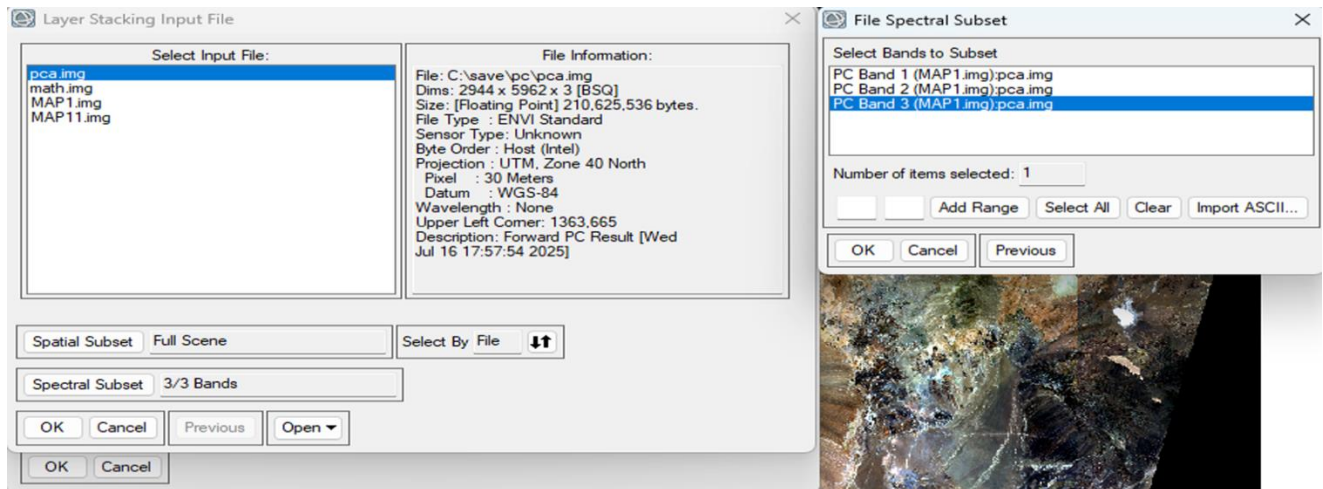 Layer Stacking Input File
Select Input File:
pca.img
math.img
MAP1.img
MAP11.img
File Information:
File: C:\save\pc\pca.img
Dims: 2944 x 5962 x 3 [BSQ]
Size: [Floating Point] 210,625,536 bytes.
File Type : ENVI Standard
Sensor Type: Unknown
Byte Order : Host (Intel)
Projection : UTM, Zone 40 North
Pixel : 30 Meters
Datum : WGS-84
Wavelength : None
Upper Left Corner: 1363,665
Description: Forward PC Result [Wed
Jul 16 17:57:54 2025]
Spatial Subset Full Scene
Select By File
Spectral Subset 3/3 Bands
OK Cancel Previous Open
OK Cancel
File Spectral Subset
Select Bands to Subset
PC Band 1 (MAP1.img):pca.img
PC Band 2 (MAP1.img):pca.img
PC Band 3 (MAP1.img):pca.img
Number of items selected: 1
Add Range Select All Clear Import ASCII...
OK Cancel Previous